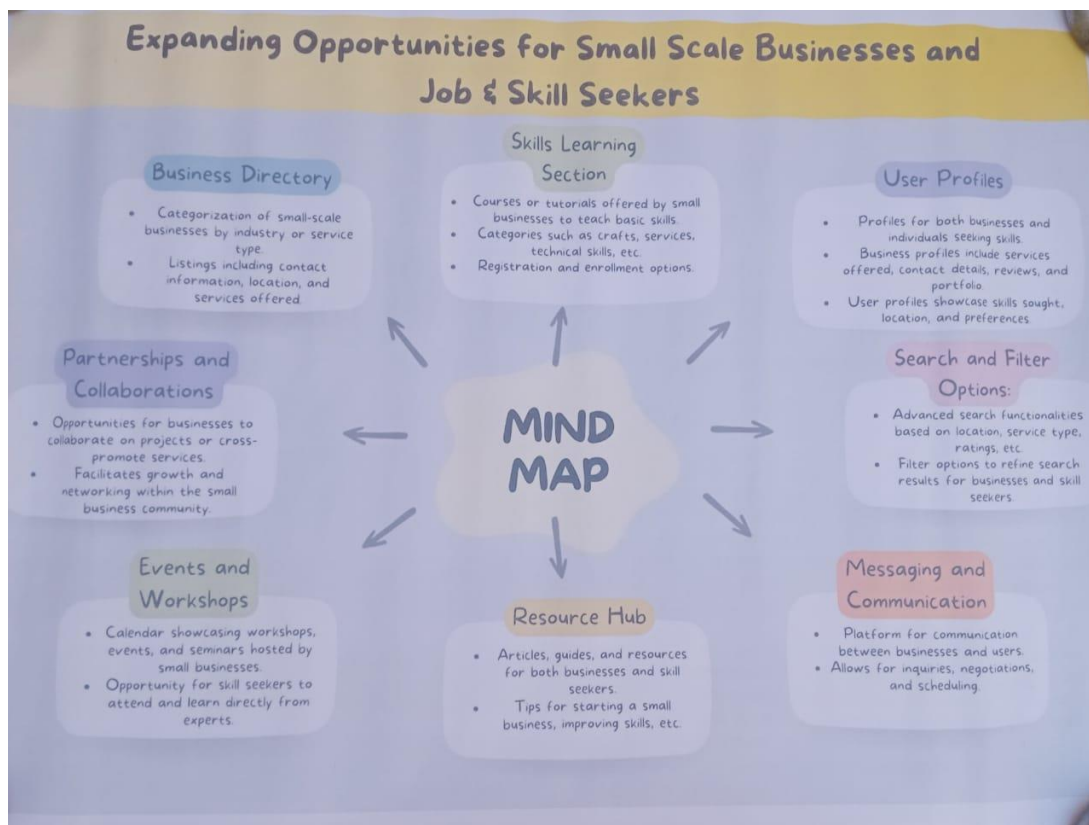 Expanding Opportunities for Small Scale Businesses and
Job & Skill Seekers
Business Directory
• Categorization of small-scale
businesses by industry or service
type.
• Listings including contact
information, location, and
services offered.
Skills Learning
Section
• Courses or tutorials offered by small
businesses to teach basic skills.
• Categories such as crafts, services,
technical skills, etc.
• Registration and enrollment options.
User Profiles
• Profiles for both businesses and
individuals seeking skills.
• Business profiles include services
offered, contact details, reviews, and
portfolio.
• User profiles showcase skills sought,
location, and preferences.
Partnerships and
Collaborations
• Opportunities for businesses to
collaborate on projects or cross-
promote services.
• Facilitates growth and
networking within the small
business community.
MIND
MAP
Search and Filter
Options:
• Advanced search functionalities
based on location, service type,
ratings, etc.
• Filter options to refine search
results for businesses and skill
seekers.
Events and
Workshops
• Calendar showcasing workshops,
events, and seminars hosted by
small businesses.
• Opportunity for skill seekers to
attend and learn directly from
experts.
Resource Hub
• Articles, guides, and resources
for both businesses and skill
seekers.
• Tips for starting a small
business, improving skills, etc.
Messaging and
Communication
• Platform for communication
between businesses and users.
• Allows for inquiries, negotiations,
and scheduling.